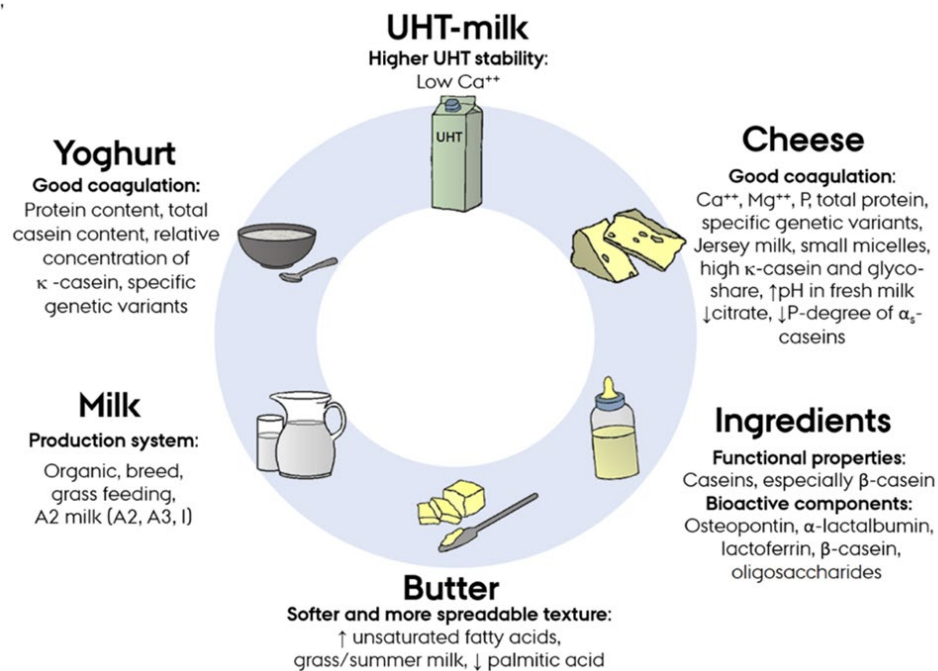 ,
UHT-milk
Higher UHT stability:
Low Ca⁺⁺
UHT
Cheese
Good coagulation:
Ca⁺⁺, Mg⁺⁺, P, total protein,
specific genetic variants,
Jersey milk, small micelles,
high κ-casein and glyco-
share, ↑pH in fresh milk
↓citrate, ↓P-degree of αₛ-
caseins
Ingredients
Functional properties:
Caseins, especially β-casein
Bioactive components:
Osteopontin, α-lactalbumin,
lactoferrin, β-casein,
oligosaccharides
Butter
Softer and more spreadable texture:
↑ unsaturated fatty acids,
grass/summer milk, ↓ palmitic acid
Milk
Production system:
Organic, breed,
grass feeding,
A2 milk (A2, A3, I)
Yoghurt
Good coagulation:
Protein content, total
casein content, relative
concentration of
κ -casein, specific
genetic variants